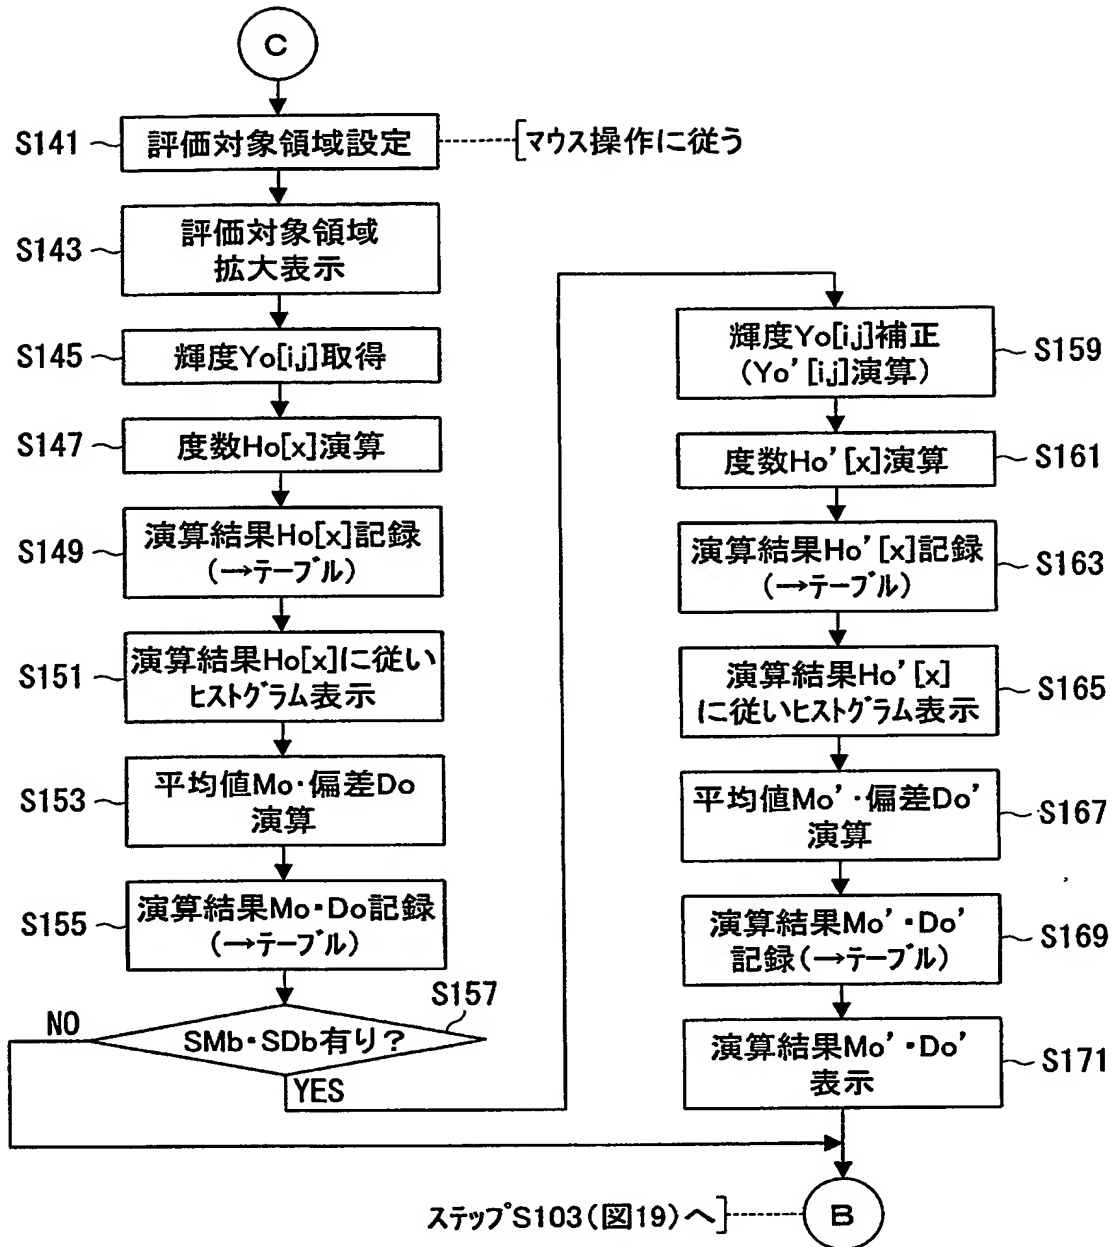 C
S141
評価対象領域設定
マウス操作に従う
S143
評価対象領域
拡大表示
S145
輝度Yo[i,j]取得
S147
度数Ho[x]演算
S149
演算結果Ho[x]記録
(→テーブル)
S151
演算結果Ho[x]に従い
ヒストグラム表示
S153
平均値Mo・偏差Do
演算
S155
演算結果Mo・Do記録
(→テーブル)
S157
SMb・SDb有り?
NO
YES
輝度Yo[i,j]補正
(Yo'[i,j]演算)
S159
度数Ho'[x]演算
S161
演算結果Ho'[x]記録
(→テーブル)
S163
演算結果Ho'[x]
に従いヒストグラム表示
S165
平均値Mo'・偏差Do'
演算
S167
演算結果Mo'・Do'
記録(→テーブル)
S169
演算結果Mo'・Do'
表示
S171
ステップS103(図19)へ
B